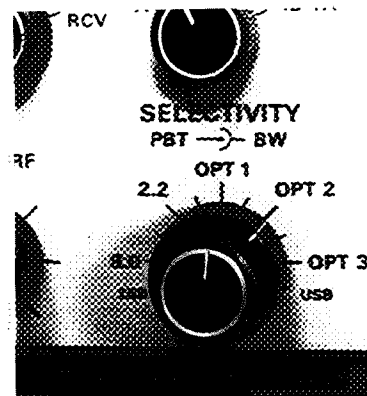 RCV
SELECTIVITY
PBT BW
RF
OPT 1
2.2
OPT 2
OPT 3
USB